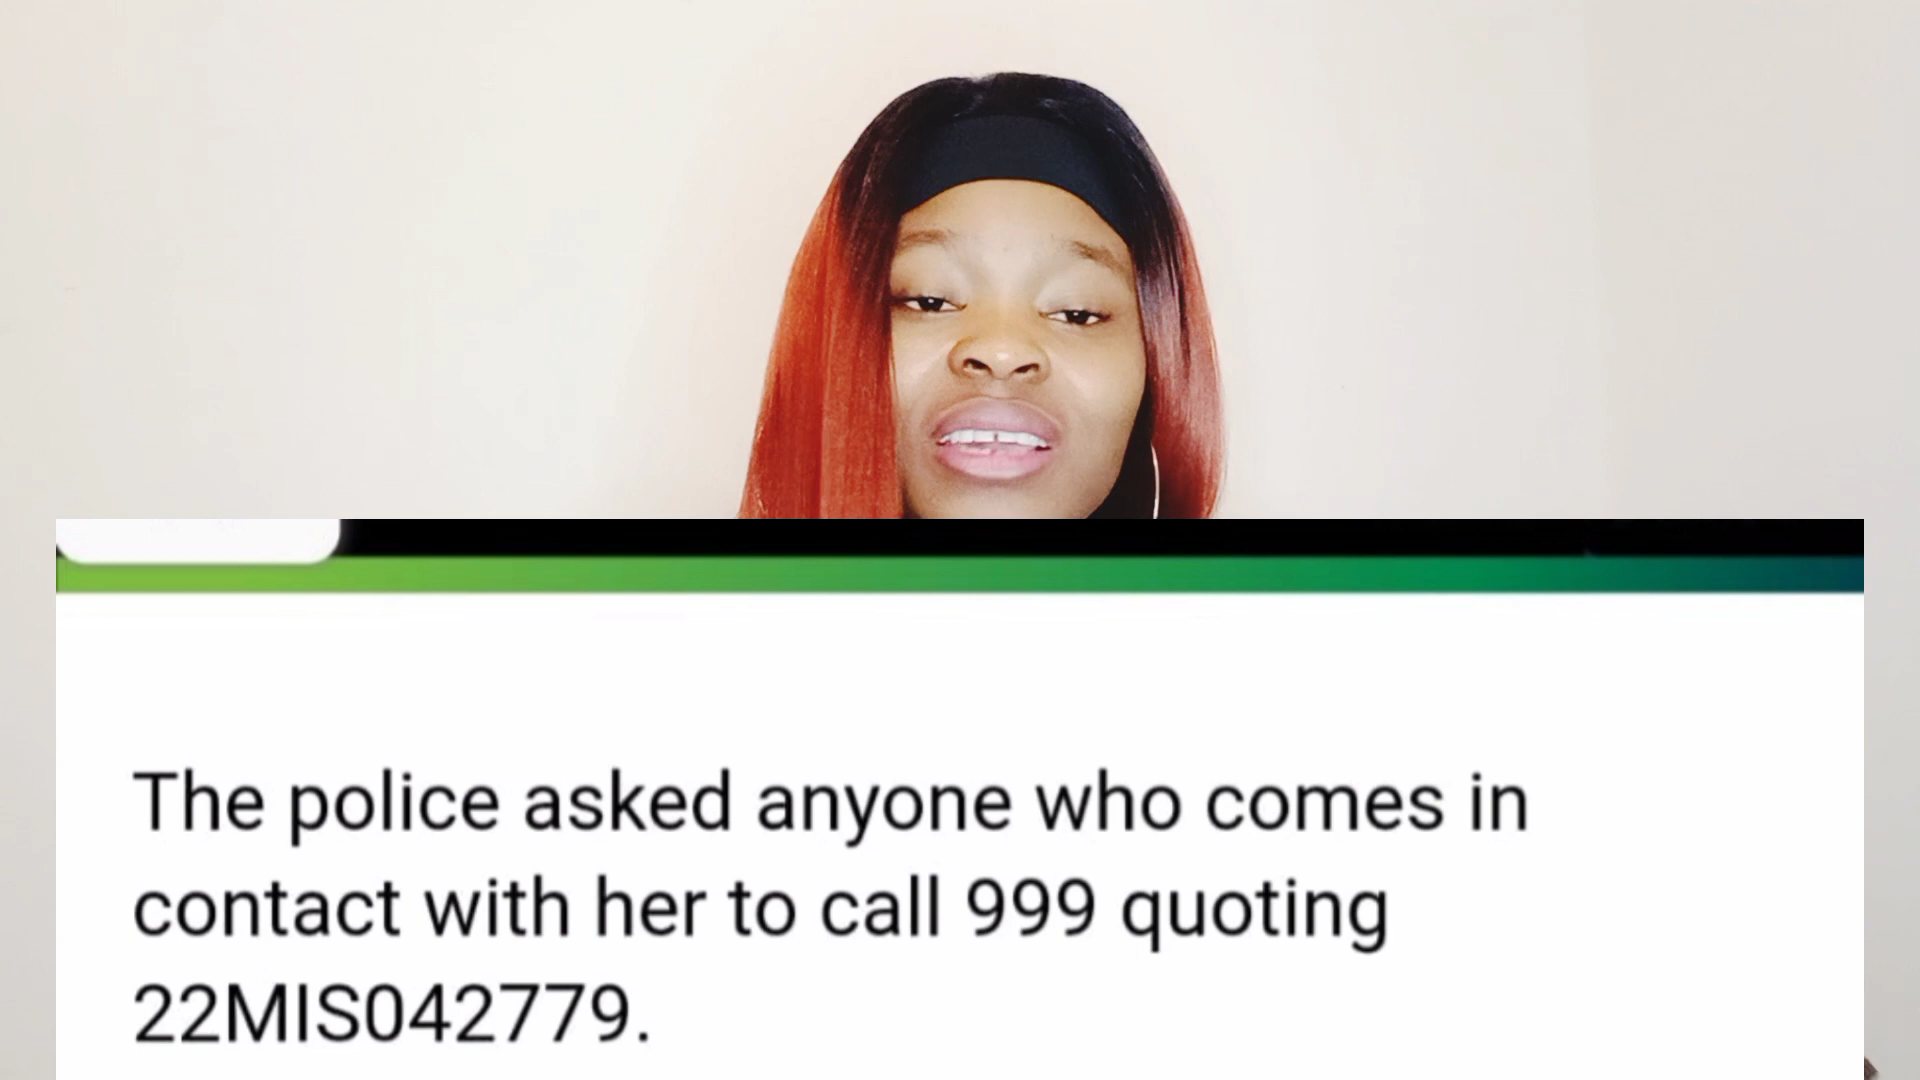 The police asked anyone who comes in
contact with her to call 999 quoting
22MIS042779.